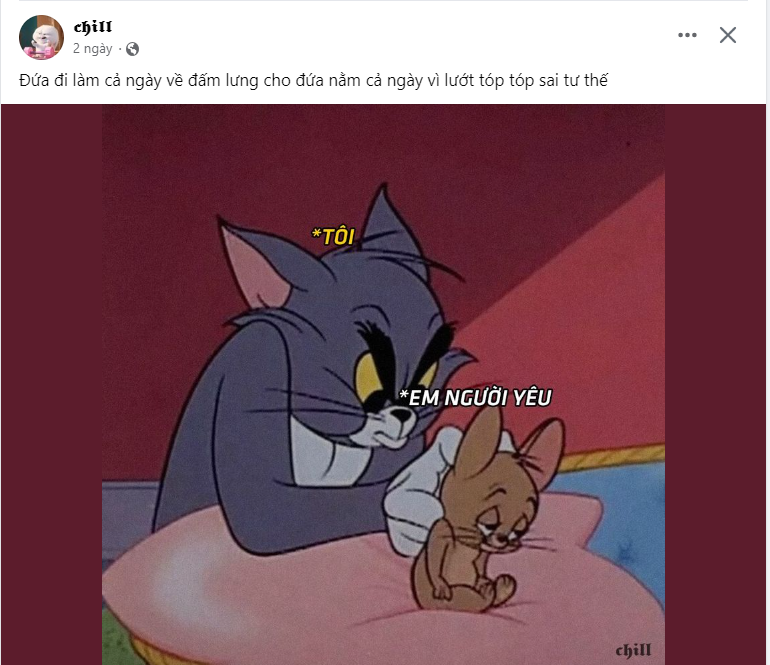 chill
2 ngày ·
Đứa đi làm cả ngày về đấm lưng cho đứa nằm cả ngày vì lướt tóp tóp sai tư thế
*TÔI
*EM NGƯỜI YÊU
chill